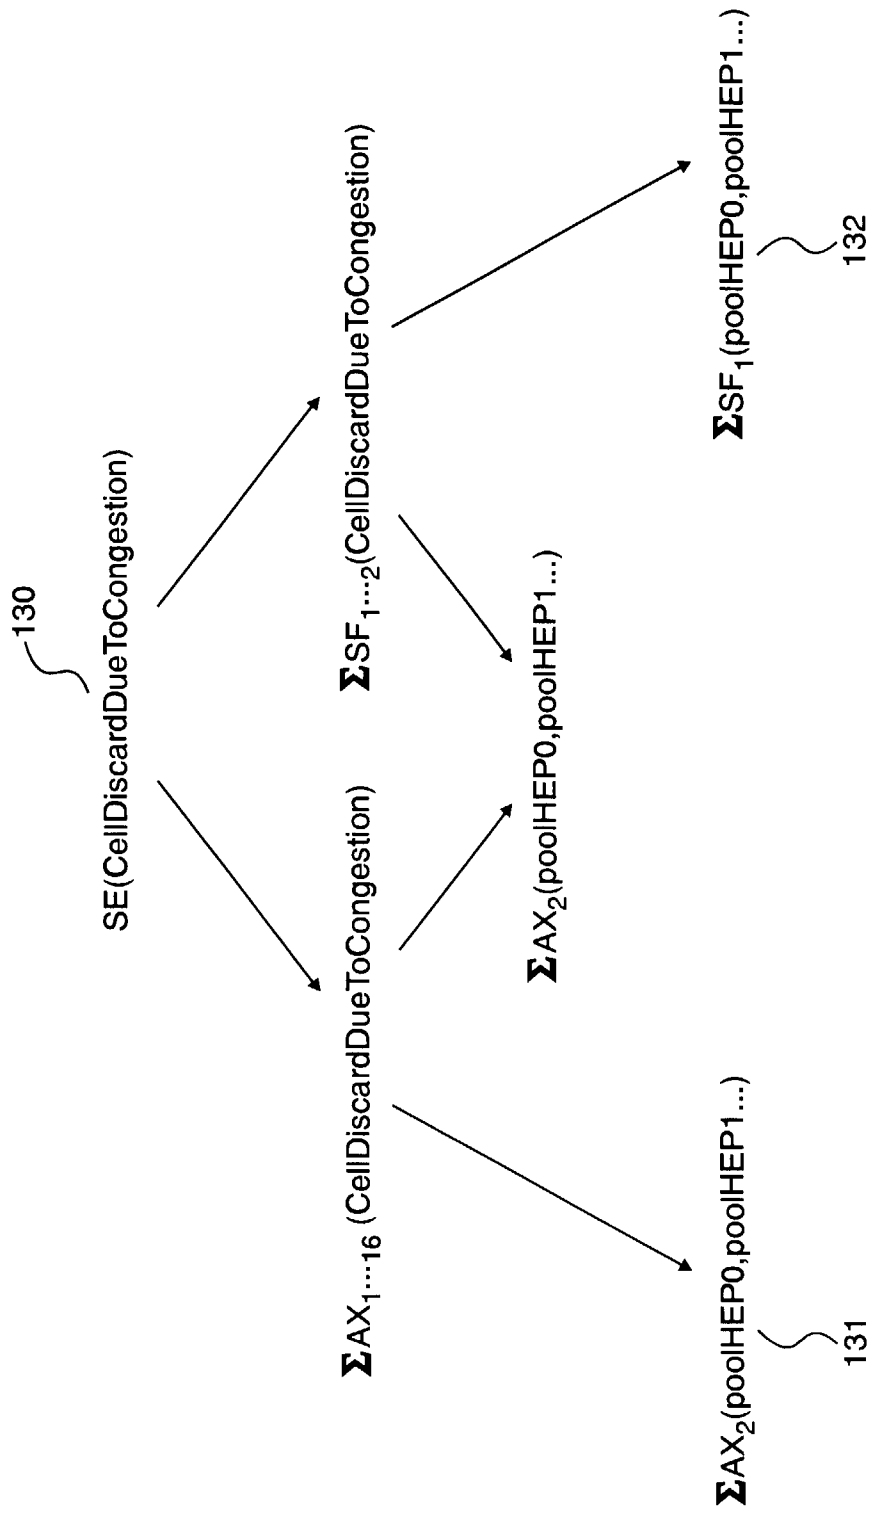 130
SE(CellDiscardDueToCongestion)
ΣAX1...16 (CellDiscardDueToCongestion)
ΣSF1...2(CellDiscardDueToCongestion)
ΣAX2(poolHEP0,poolHEP1...)
ΣAX2(poolHEP0,poolHEP1...)
131
ΣSF1(poolHEP0,poolHEP1...)
132